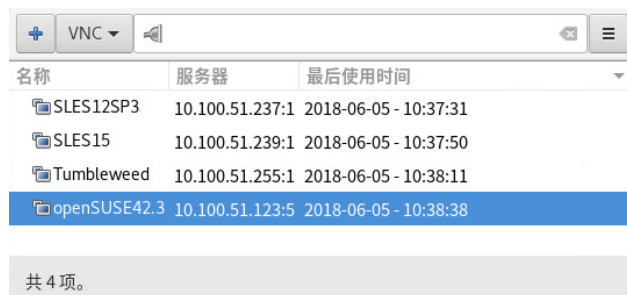 VNC
名称 服务器 最后使用时间
SLES12SP3 10.100.51.237:1 2018-06-05 - 10:37:31
SLES15 10.100.51.239:1 2018-06-05 - 10:37:50
Tumbleweed 10.100.51.255:1 2018-06-05 - 10:38:11
openSUSE42.3 10.100.51.123:5 2018-06-05 - 10:38:38
共 4 项。